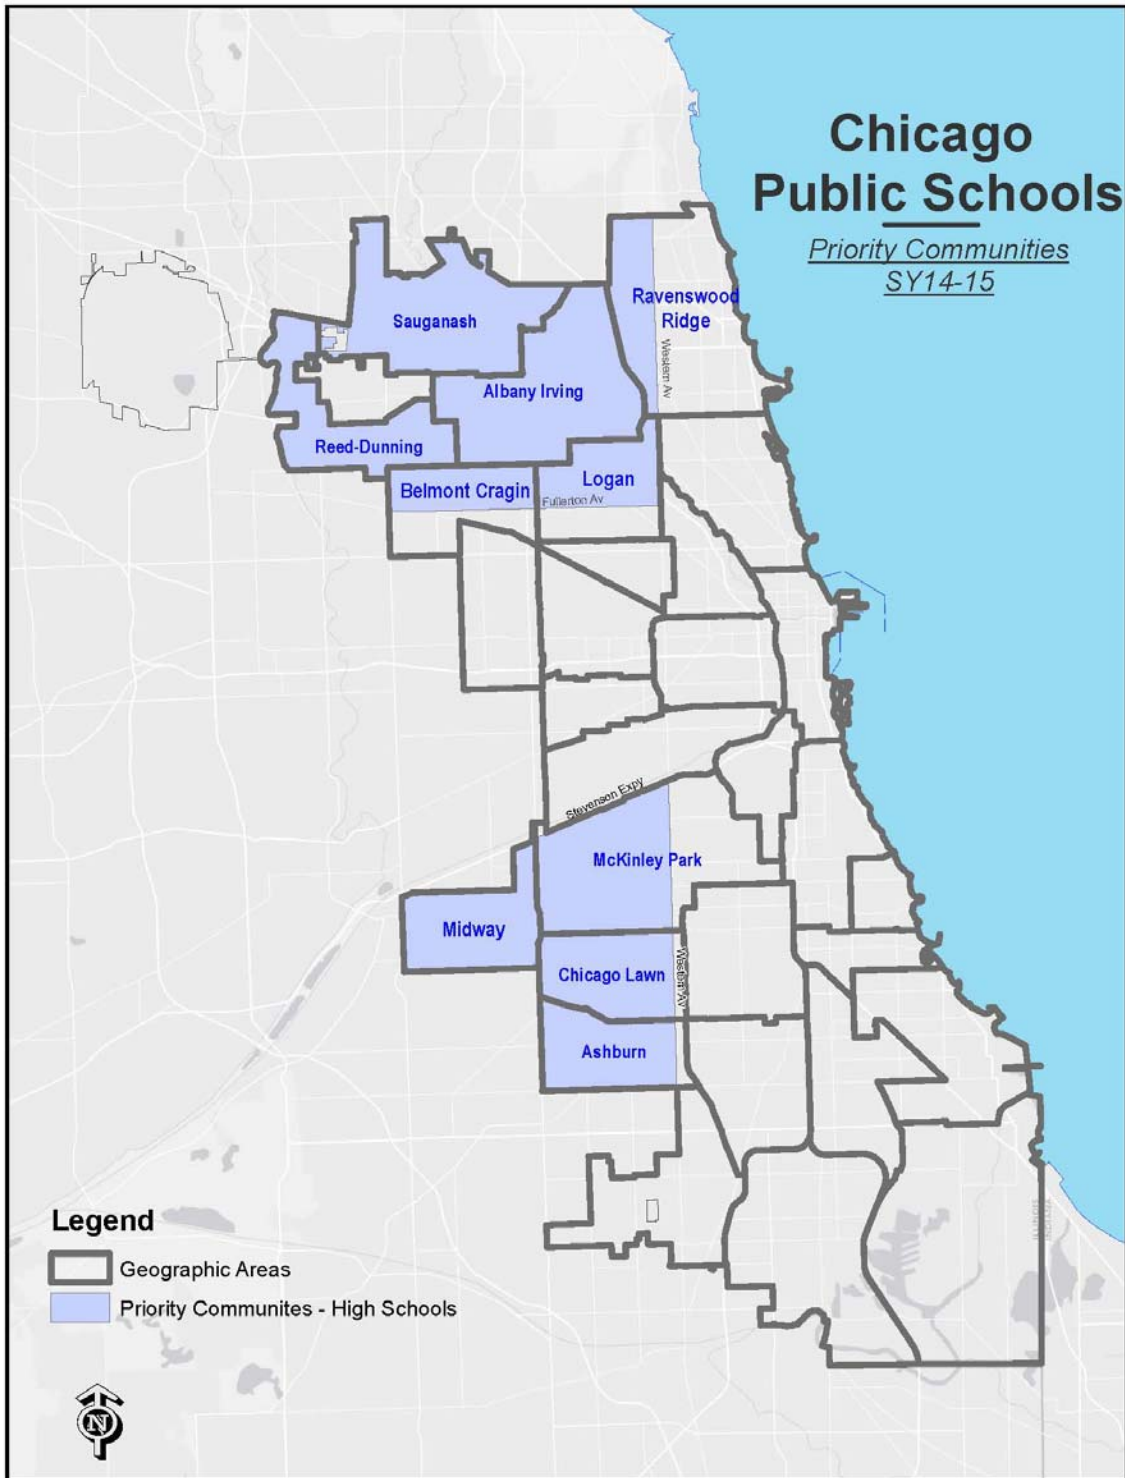 Chicago
Public Schools
Priority Communities
SY14-15
Ravenswood
Ridge
Sauganash
Western Av
Albany Irving
Reed-Dunning
Logan
Belmont Cragin
Fullerton Av
Stevenson Expy
McKinley Park
Midway
Chicago Lawn
Western Av
Ashburn
Legend
Geographic Areas
Priority Communites - High Schools
ILLINOIS
INDIANA
N